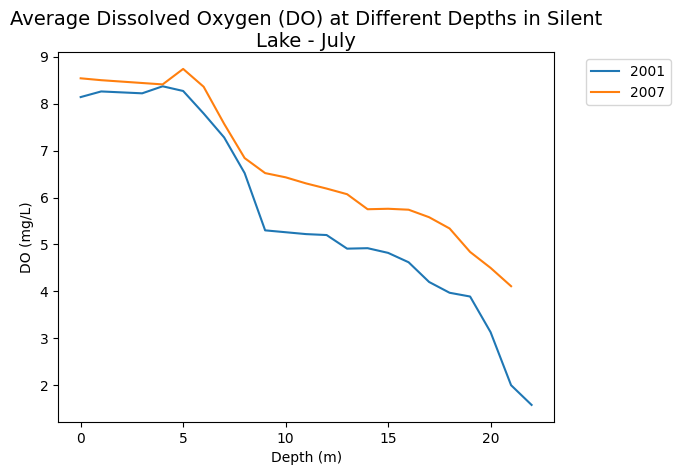 Average Dissolved Oxygen (DO) at Different Depths in Silent
Lake - July
2001
2007
9
8
7
6
5
4
3
2
DO (mg/L)
0 5 10 15 20
Depth (m)